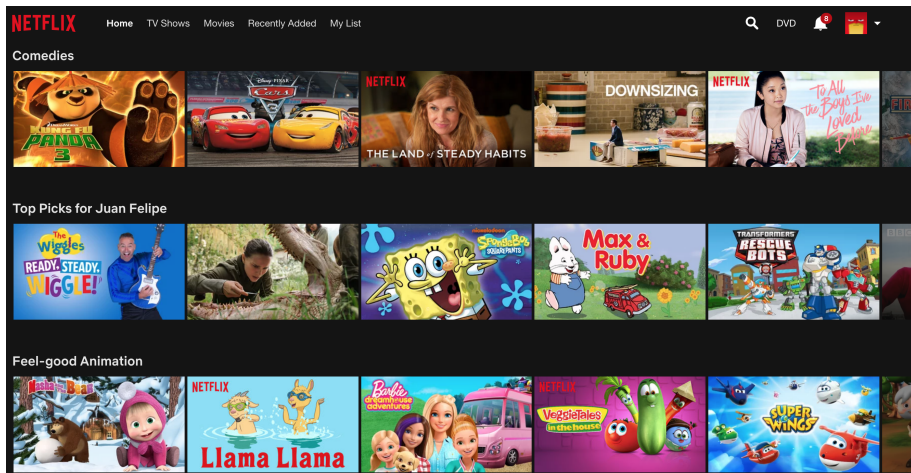 NETFLIX
Home TV Shows Movies Recently Added My List
DVD
8
Comedies
DREAMWORKS
KUNG FU
PANDA
3
Disney·PIXAR
Cars
3
NETFLIX
THE LAND of STEADY HABITS
DOWNSIZING
NETFLIX
To All
the Boys I've
Loved
Before
FIR
Top Picks for Juan Felipe
The
Wiggles
READY, STEADY,
WIGGLE!
nickelodeon
SpongeBob
SQUAREPANTS
Max &
Ruby
TRANSFORMERS
RESCUE
BOTS
BBC
Feel-good Animation
Masha and the Bear
NETFLIX
Llama Llama
Barbie
dreamhouse
adventures
NETFLIX
VeggieTales
in the house
SUPER
WINGS